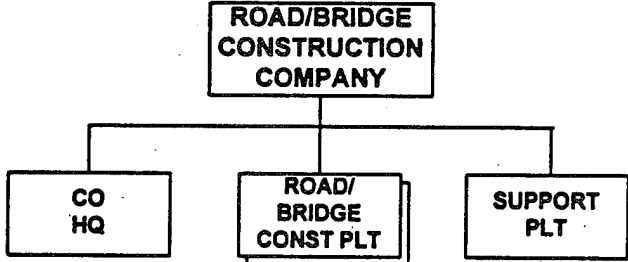 ROAD/BRIDGE
CONSTRUCTION
COMPANY
CO
HQ
ROAD/
BRIDGE
CONST PLT
SUPPORT
PLT